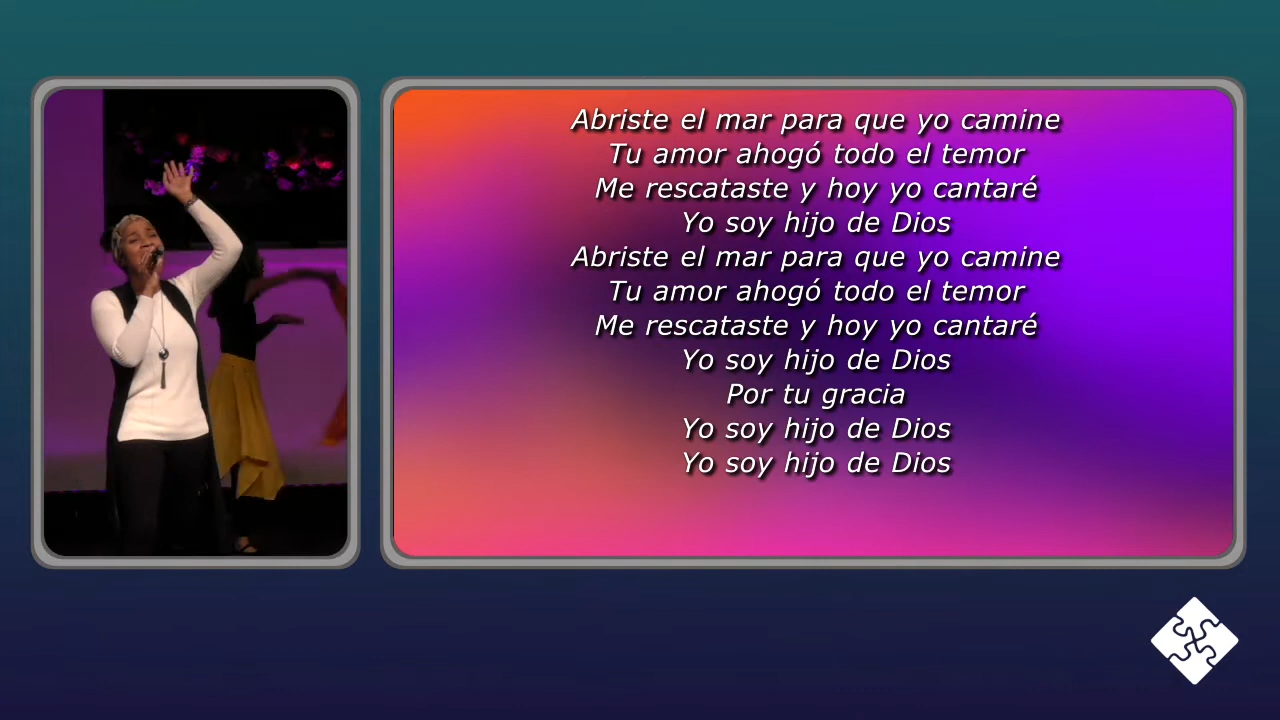 Abriste el mar para que yo camine
Tu amor ahogó todo el temor
Me rescataste y hoy yo cantaré
Yo soy hijo de Dios
Abriste el mar para que yo camine
Tu amor ahogó todo el temor
Me rescataste y hoy yo cantaré
Yo soy hijo de Dios
Por tu gracia
Yo soy hijo de Dios
Yo soy hijo de Dios